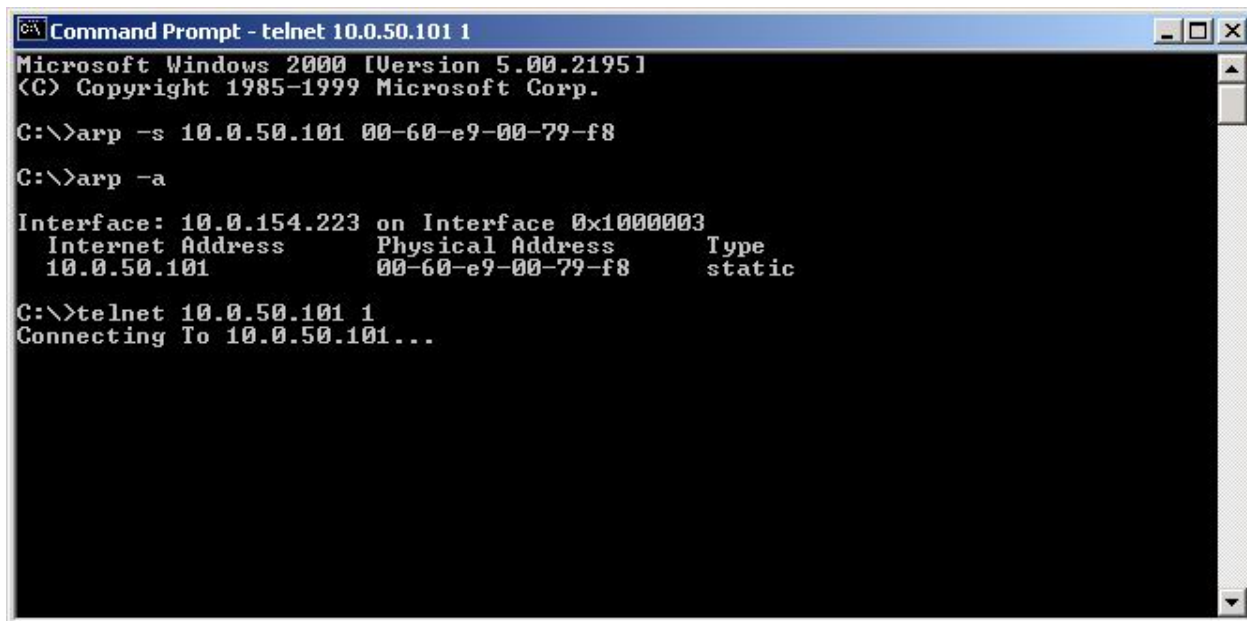 Command Prompt - telnet 10.0.50.101 1
Microsoft Windows 2000 [Version 5.00.2195]
(C) Copyright 1985-1999 Microsoft Corp.
C:\>arp -s 10.0.50.101 00-60-e9-00-79-f8
C:\>arp -a
Interface: 10.0.154.223 on Interface 0x1000003
Internet Address Physical Address Type
10.0.50.101 00-60-e9-00-79-f8 static
C:\>telnet 10.0.50.101 1
Connecting To 10.0.50.101...